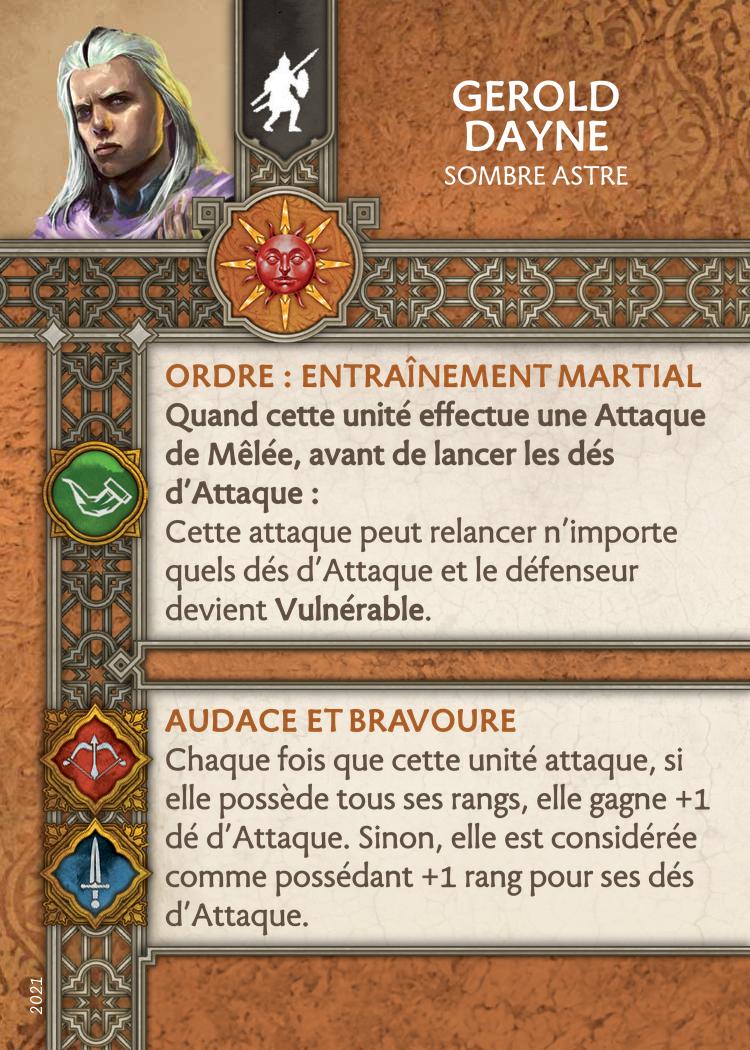 GEROLD
DAYNE
SOMBRE ASTRE
ORDRE : ENTRAÎNEMENT MARTIAL
Quand cette unité effectue une Attaque
de Mêlée, avant de lancer les dés
d'Attaque :
Cette attaque peut relancer n'importe
quels dés d'Attaque et le défenseur
devient Vulnérable.
AUDACE ET BRAVOURE
Chaque fois que cette unité attaque, si
elle possède tous ses rangs, elle gagne +1
dé d'Attaque. Sinon, elle est considérée
comme possédant +1 rang pour ses dés
d'Attaque.
2021